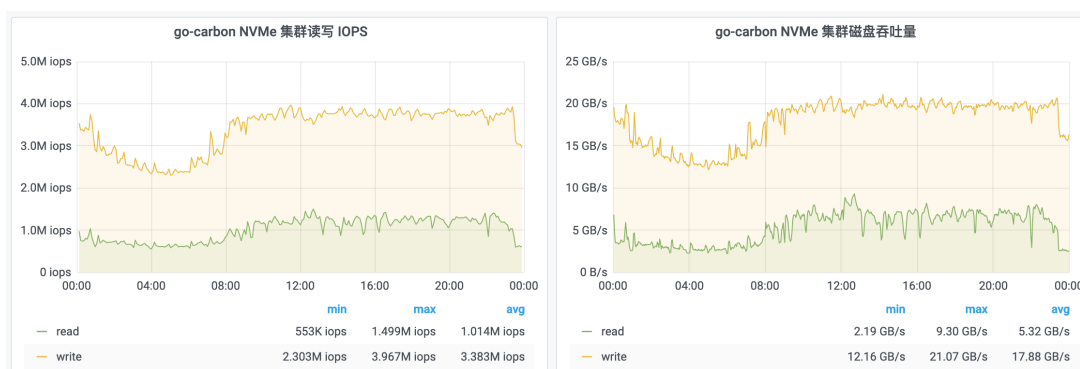 go-carbon NVMe 集群读写 IOPS
5.0M iops
4.0M iops
3.0M iops
2.0M iops
1.0M iops
0 iops
00:00 04:00 08:00 12:00 16:00 20:00 00:00
min max avg
read 553K iops 1.499M iops 1.014M iops
write 2.303M iops 3.967M iops 3.383M iops
go-carbon NVMe 集群磁盘吞吐量
25 GB/s
20 GB/s
15 GB/s
10 GB/s
5 GB/s
0 B/s
00:00 04:00 08:00 12:00 16:00 20:00 00:00
min max avg
read 2.19 GB/s 9.30 GB/s 5.32 GB/s
write 12.16 GB/s 21.07 GB/s 17.88 GB/s